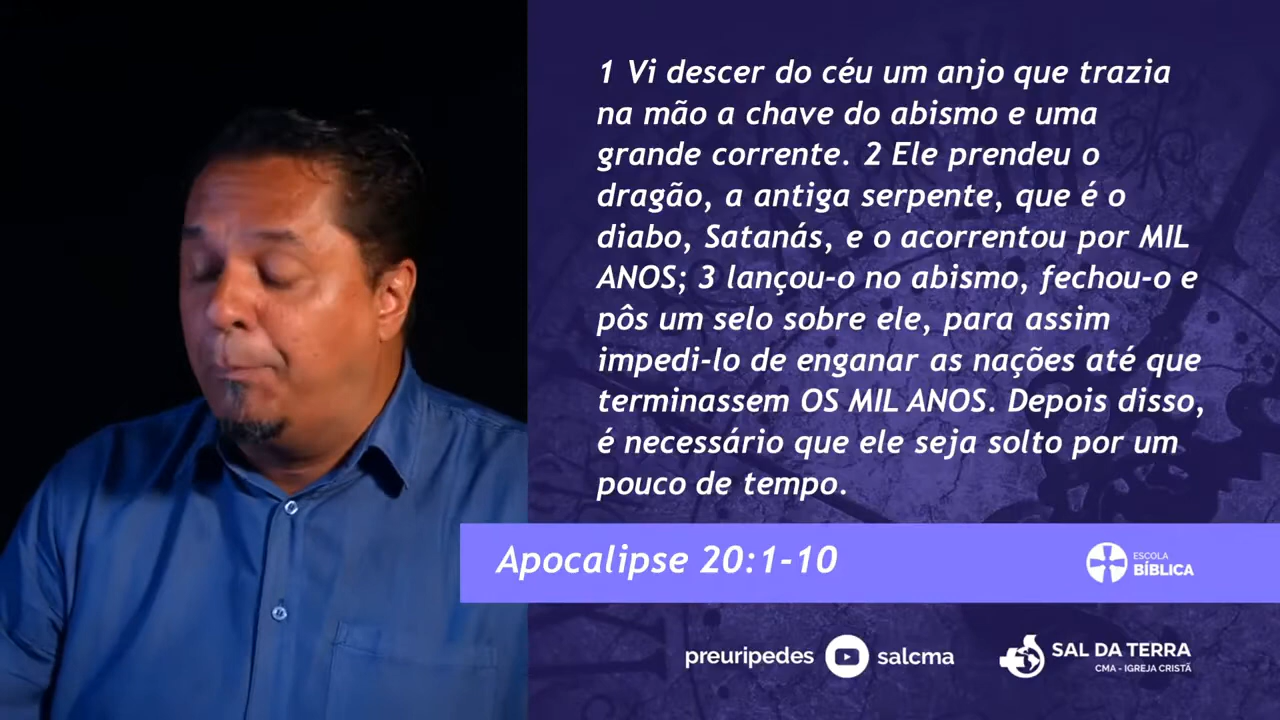 1 Vi descer do céu um anjo que trazia
na mão a chave do abismo e uma
grande corrente. 2 Ele prendeu o
dragão, a antiga serpente, que é o
diabo, Satanás, e o acorrentou por MIL
ANOS; 3 lançou-o no abismo, fechou-o e
pôs um selo sobre ele, para assim
impedi-lo de enganar as nações até que
terminassem OS MIL ANOS. Depois disso,
é necessário que ele seja solto por um
pouco de tempo.
Apocalipse 20:1-10
ESCOLA
BÍBLICA
preuripedes salcma
SAL DA TERRA
CMA - IGREJA CRISTÃ